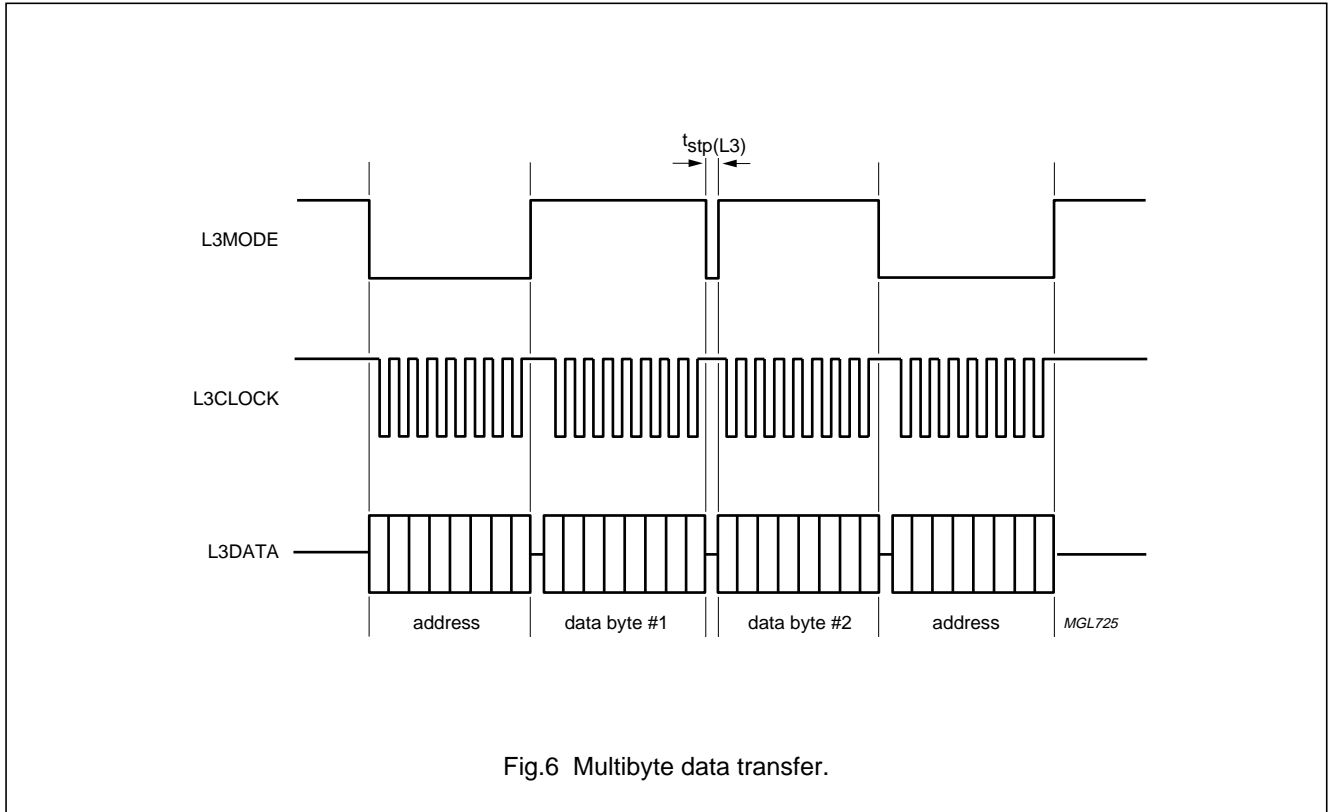 tstp(L3)
L3MODE
L3CLOCK
L3DATA
address data byte #1 data byte #2 address MGL725
Fig.6 Multibyte data transfer.